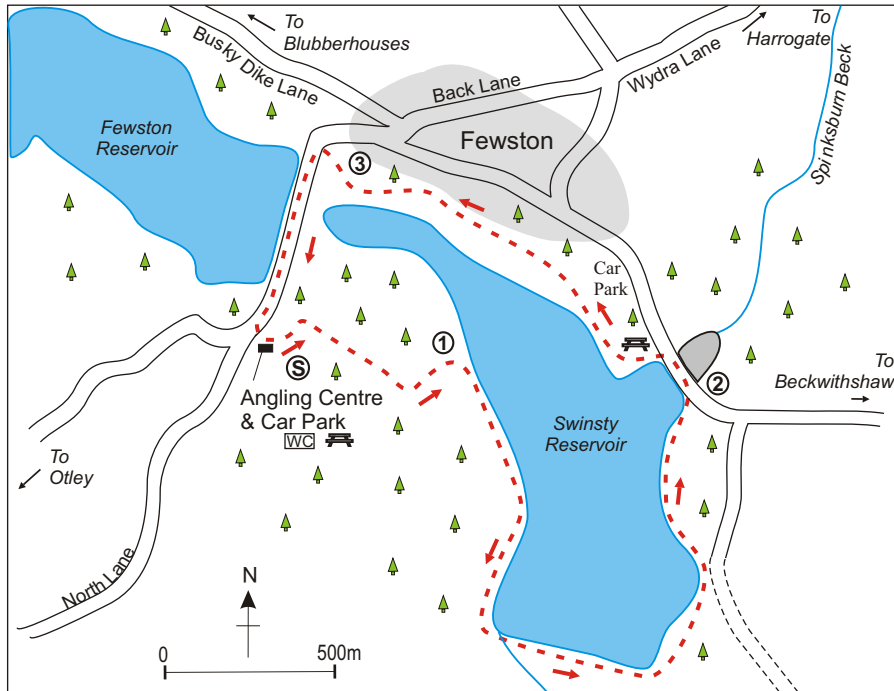 To
Blubberhouses
Busky Dike Lane
Back Lane
Wydra Lane
To
Harrogate
Spinksburn Beck
Fewston
Reservoir
Fewston
3
Car
Park
1
2
To
Beckwithshaw
S
Angling Centre
& Car Park
WC
Swinsty
Reservoir
To
Otley
North Lane
N
0
500m